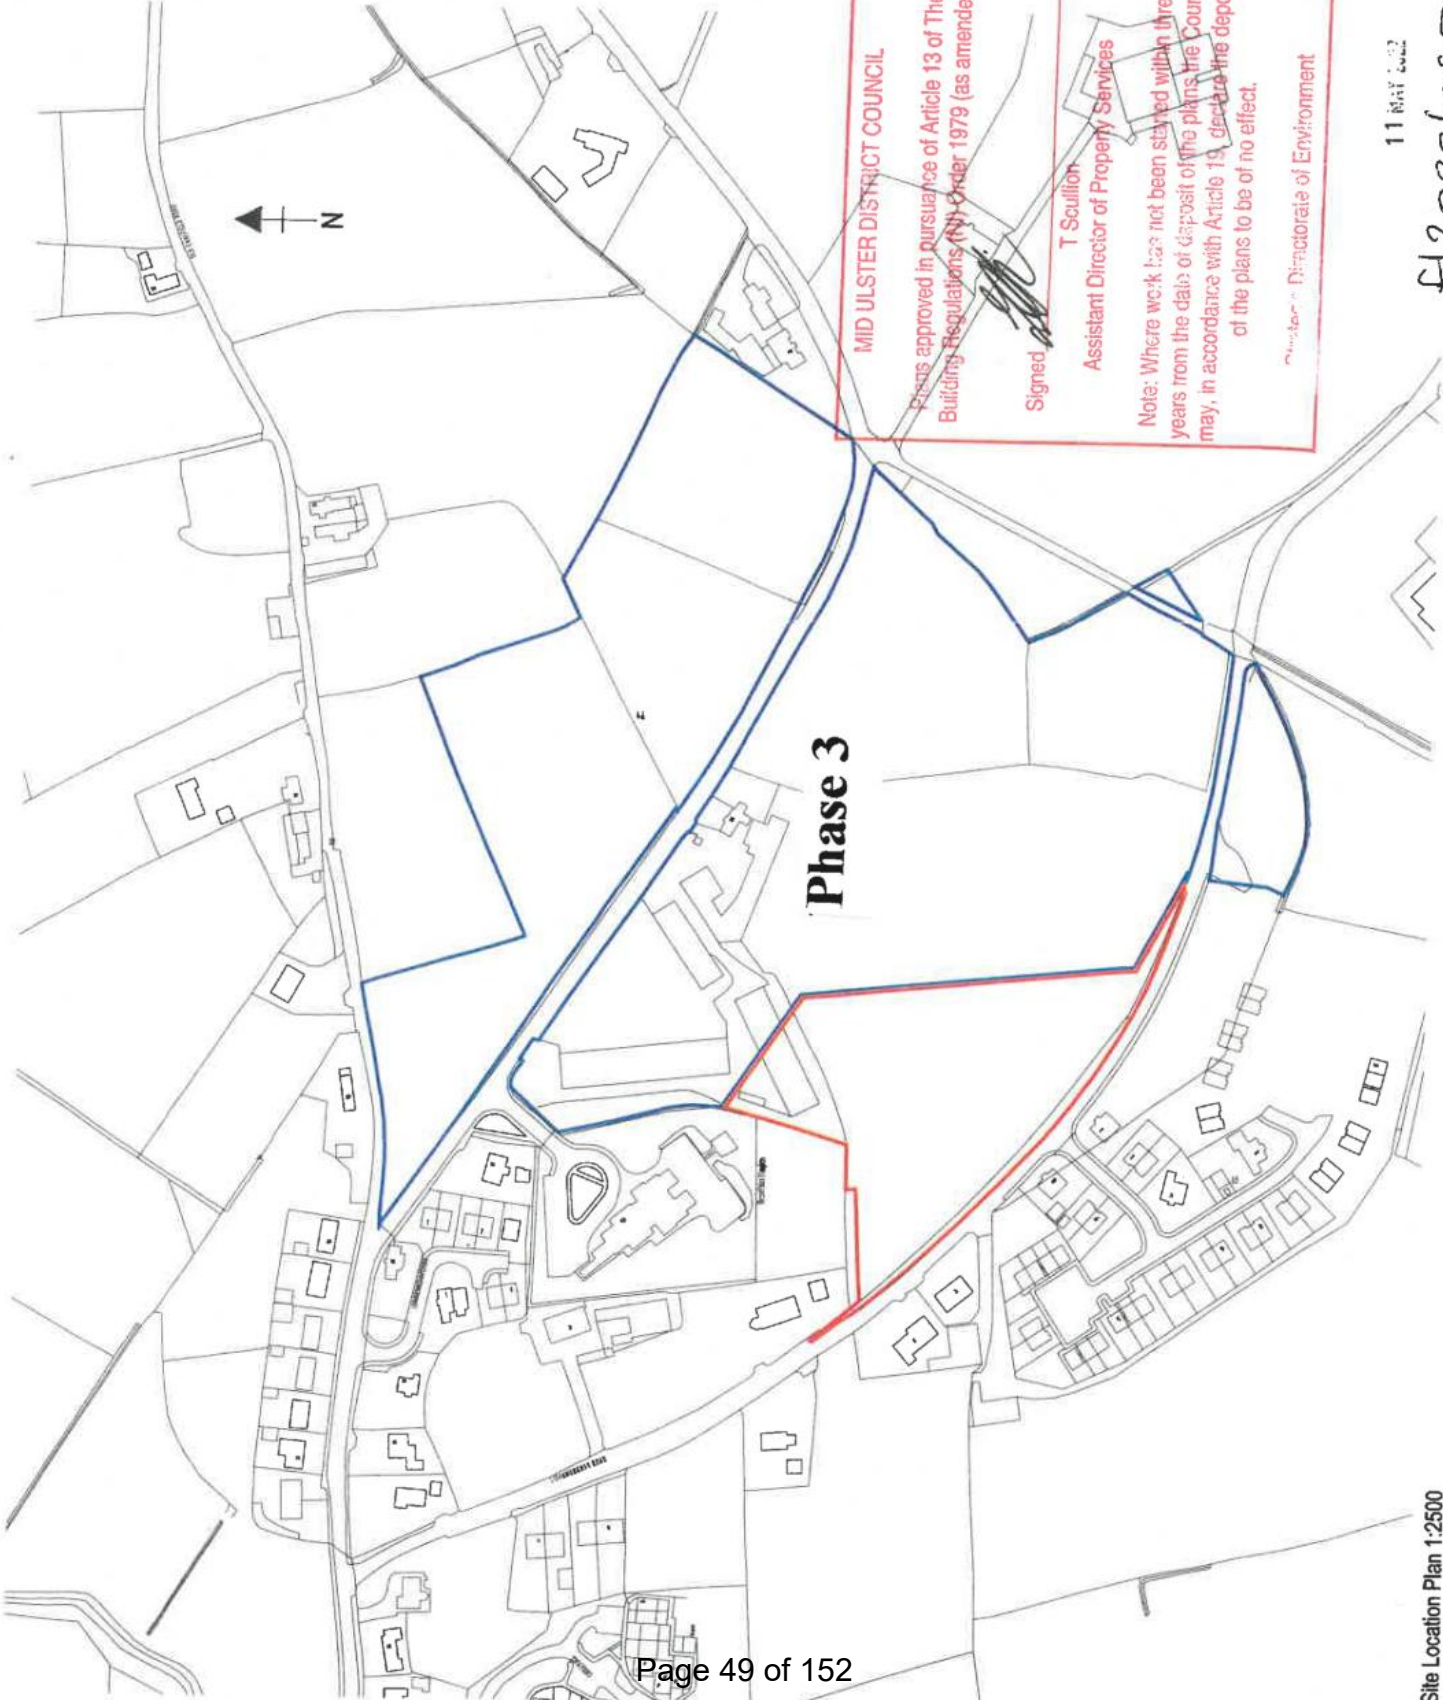 N
MID ULSTER DISTRICT COUNCIL
Plans approved in pursuance of Article 13 of The
Building Regulations (NI) Order 1979 (as amende
Signed
T Scullion
Assistant Director of Property Services
Note: Where work has not been started within thre
years from the date of deposit of the plans the Coun
may, in accordance with Article 19, declare the depo
of the plans to be of no effect.
Directorate of Environment
11 MAY 2022
Phase 3
Site Location Plan 1:2500
Page 49 of 152